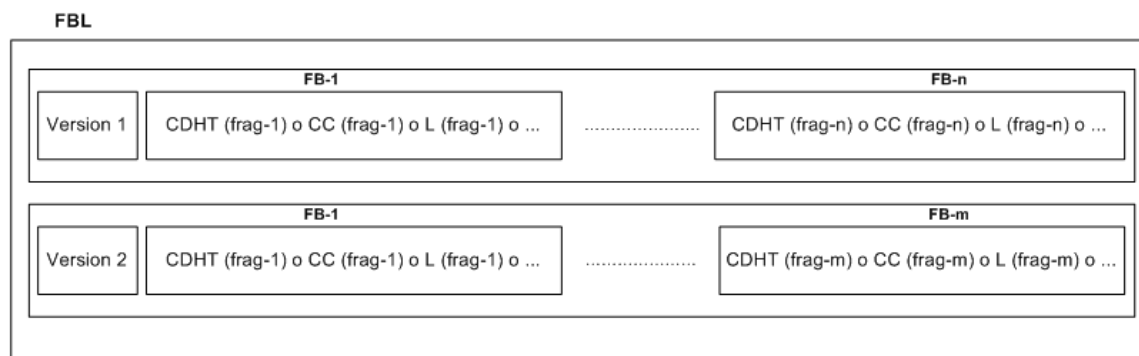 FBL
FB-1 FB-n
Version 1 CDHT (frag-1) o CC (frag-1) o L (frag-1) o ... ...................... CDHT (frag-n) o CC (frag-n) o L (frag-n) o ...
FB-1 FB-m
Version 2 CDHT (frag-1) o CC (frag-1) o L (frag-1) o ... ...................... CDHT (frag-m) o CC (frag-m) o L (frag-m) o ...